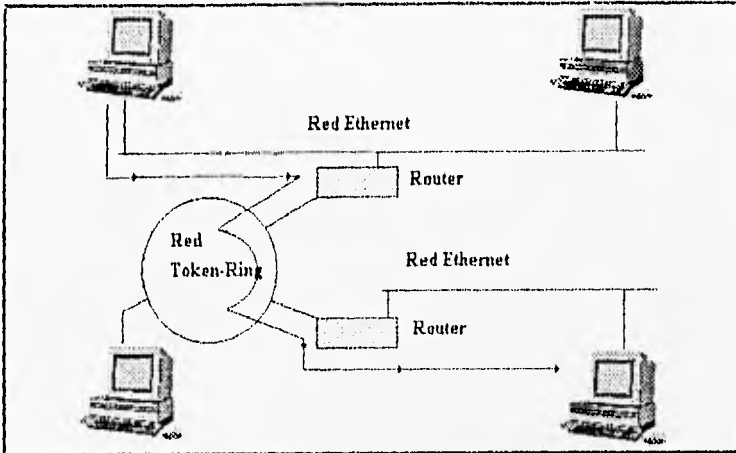 Red Ethernet
Router
Red
Token-Ring
Red Ethernet
Router